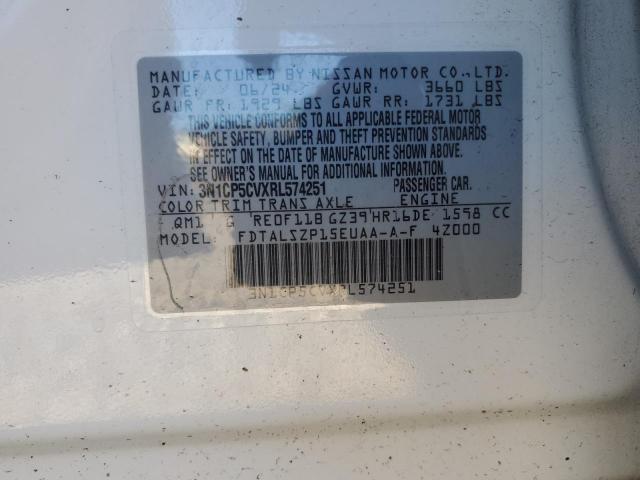 MANUFACTURED BY NISSAN MOTOR CO.,LTD.
DATE: 06/24 GVWR: 3660 LBS
GAWR FR: 1929 LBS GAWR RR: 1731 LBS
THIS VEHICLE CONFORMS TO ALL APPLICABLE FEDERAL MOTOR
VEHICLE SAFETY, BUMPER AND THEFT PREVENTION STANDARDS
IN EFFECT ON THE DATE OF MANUFACTURE SHOWN ABOVE.
SEE OWNER'S MANUAL FOR ADDITIONAL INFORMATION.
VIN: 3N1CP5CVXRL574251 PASSENGER CAR
COLOR TRIM TRANS AXLE ENGINE
QM1 G RE0F11B GZ39 HR16DE 1598 CC
MODEL: FDTALSZP15EUAA-A-F 4Z000
3N1CP5CVXRL574251